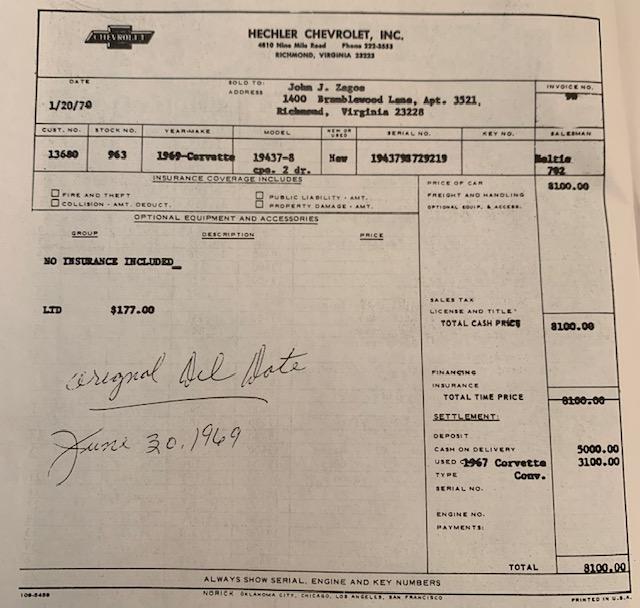 CHEVROLET
HECHLER CHEVROLET, INC.
4810 Nine Mile Road Phone 222-3553
RICHMOND, VIRGINIA 23223
DATE SOLD TO: INVOICE NO.
ADDRESS
John J. Zagos
1/20/70 1400 Bramblewood Lane, Apt. 3521,
Richmond, Virginia 23228
CUST. NO. STOCK NO. YEAR-MAKE MODEL NEW OR USED SERIAL NO. KEY NO. SALESMAN
13680 963 1969-Corvette 19437-8 New 194379S729219
cpe. 2 dr. 792
INSURANCE COVERAGE INCLUDES
FIRE AND THEFT PUBLIC LIABILITY - AMT.
COLLISION - AMT. DEDUCT. PROPERTY DAMAGE - AMT.
OPTIONAL EQUIPMENT AND ACCESSORIES
GROUP DESCRIPTION PRICE
NO INSURANCE INCLUDED
LTD $177.00
orignal Del Date
June 30, 1969
PRICE OF CAR 8100.00
FREIGHT AND HANDLING
OPTIONAL EQUIP. & ACCESS.
SALES TAX
LICENSE AND TITLE
TOTAL CASH PRICE 8100.00
FINANCING
INSURANCE
TOTAL TIME PRICE 8100.00
SETTLEMENT:
DEPOSIT
CASH ON DELIVERY 5000.00
USED 1967 Corvette 3100.00
TYPE Conv.
SERIAL NO.
ENGINE NO.
PAYMENTS:
TOTAL 8100.00
ALWAYS SHOW SERIAL, ENGINE AND KEY NUMBERS
NORICK OKLAHOMA CITY, CHICAGO, LOS ANGELES, SAN FRANCISCO
PRINTED IN U.S.A.